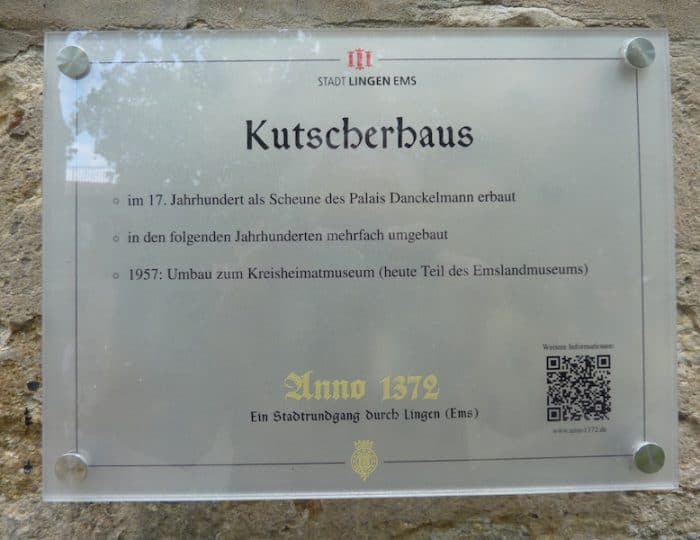 STADT LINGEN EMS
Kutscherhaus
im 17. Jahrhundert als Scheune des Palais Danckelmann erbaut
in den folgenden Jahrhunderten mehrfach umgebaut
1957: Umbau zum Kreisheimatmuseum (heute Teil des Emslandmuseums)
Weitere Informationen:
www.anno1372.de
Anno 1372
Ein Stadtrundgang durch Lingen (Ems)